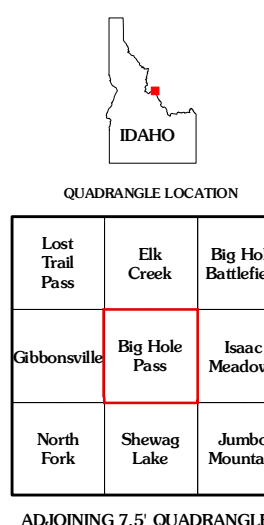 IDAHO
QUADRANGLE LOCATION
Lost
Trail
Pass
Elk
Creek
Big Hol
Battlefie
Gibbonsville
Big Hole
Pass
Isaac
Meadow
North
Fork
Shewag
Lake
Jumbo
Mountai
ADJOINING 7.5' QUADRANGLE